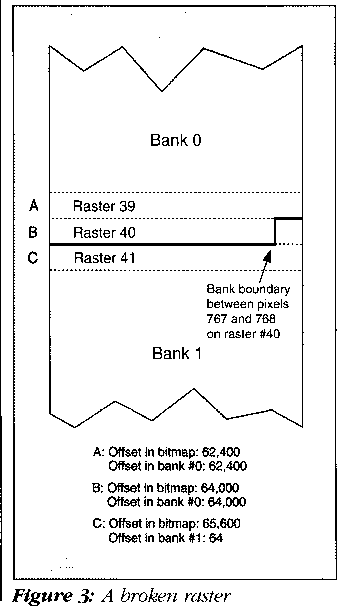 Bank 0
A Raster 39
B Raster 40
C Raster 41
Bank boundary
between pixels
767 and 768
on raster #40
Bank 1
A: Offset in bitmap: 62,400
Offset in bank #0: 62,400
B: Offset in bitmap: 64,000
Offset in bank #0: 64,000
C: Offset in bitmap: 65,600
Offset in bank #1: 64
Figure 3: A broken raster